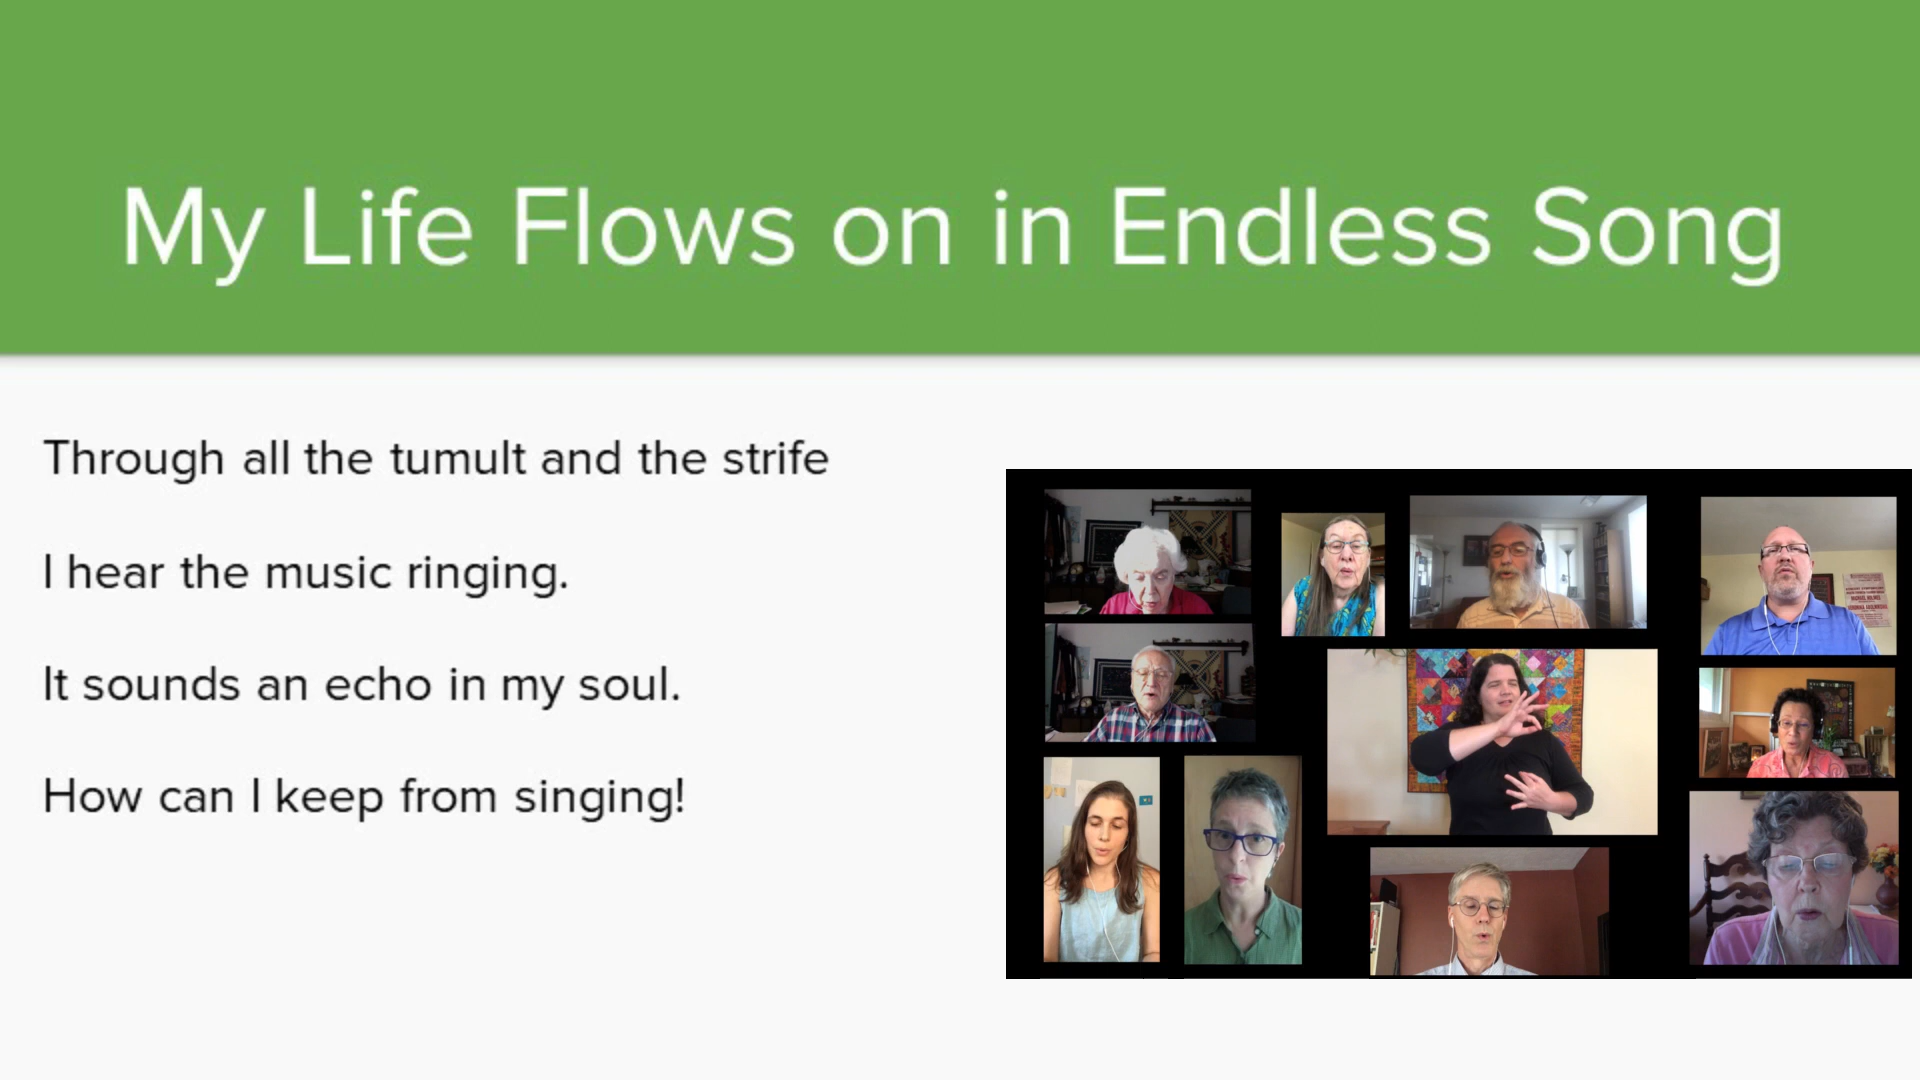 My Life Flows on in Endless Song
Through all the tumult and the strife
I hear the music ringing.
It sounds an echo in my soul.
How can I keep from singing!